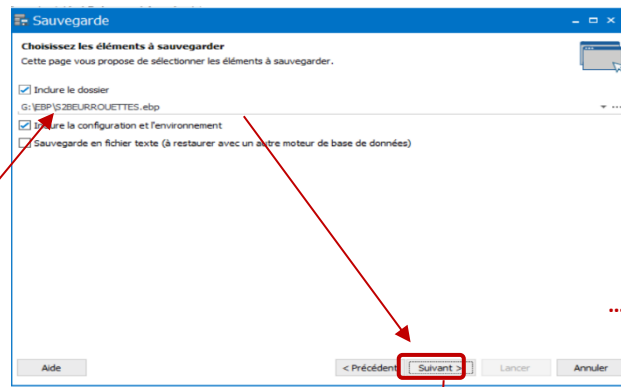 Sauvegarde
Choisissez les éléments à sauvegarder
Cette page vous propose de sélectionner les éléments à sauvegarder.
Inclure le dossier
G:\EBP\S2BEURROUETTES.ebp
Inclure la configuration et l'environnement
Sauvegarde en fichier texte (à restaurer avec un autre moteur de base de données)
Aide
< Précédent
Suivant >
Lancer
Annuler